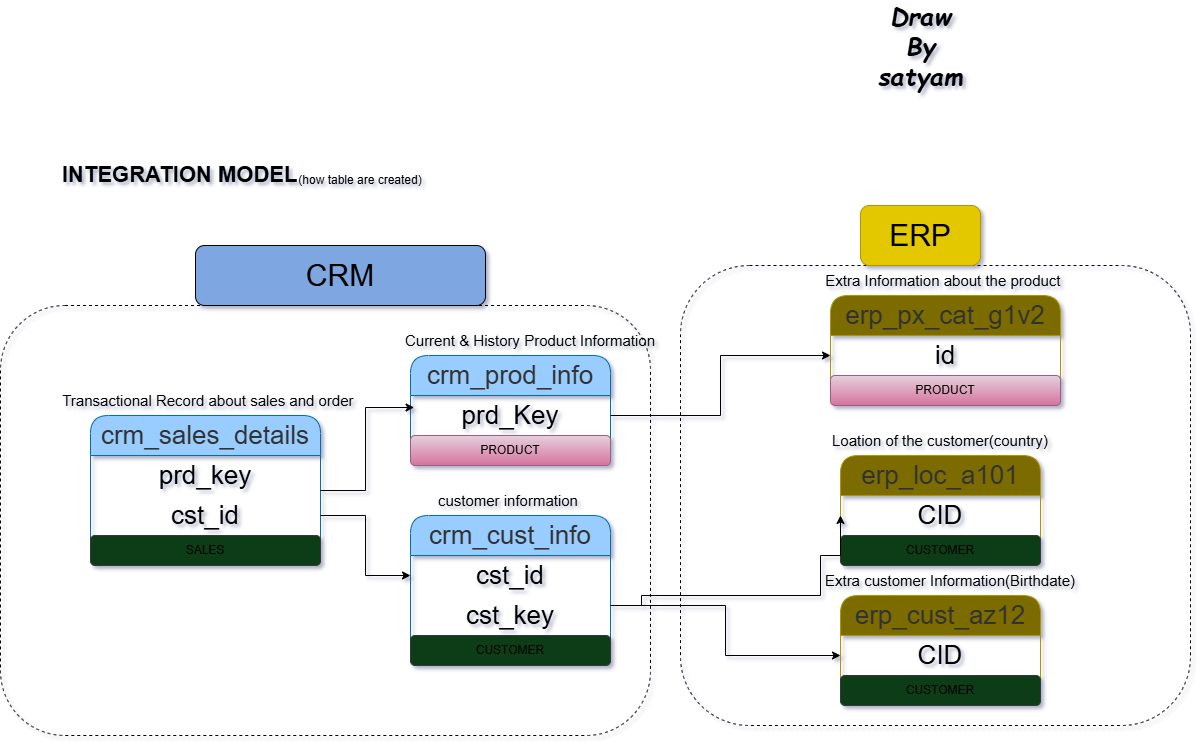 Draw
By
satyam
INTEGRATION MODEL(how table are created)
CRM
ERP
Transactional Record about sales and order
crm_sales_details
prd_key
cst_id
SALES
Current & History Product Information
crm_prod_info
prd_Key
PRODUCT
customer information
crm_cust_info
cst_id
cst_key
CUSTOMER
Extra Information about the product
erp_px_cat_g1v2
id
PRODUCT
Loation of the customer(country)
erp_loc_a101
CID
CUSTOMER
Extra customer Information(Birthdate)
erp_cust_az12
CID
CUSTOMER